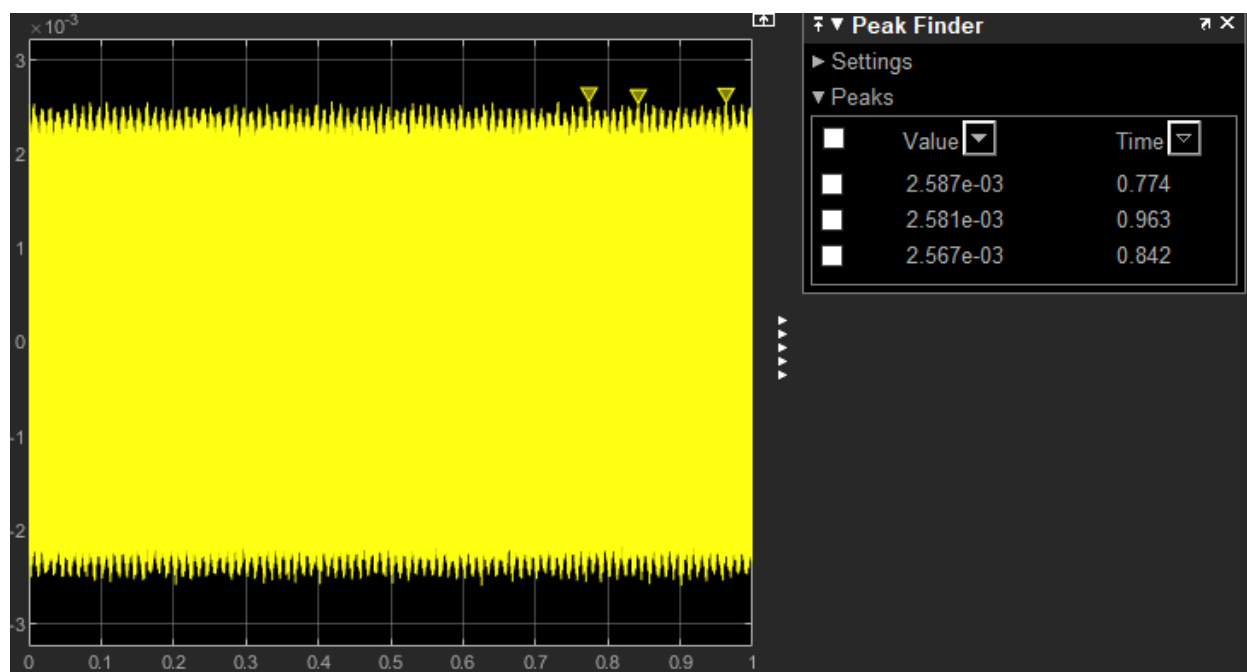 ×10⁻³
3
2
1
0
-1
-2
-3
0 0.1 0.2 0.3 0.4 0.5 0.6 0.7 0.8 0.9 1
Peak Finder
Settings
Peaks
Value Time
2.587e-03 0.774
2.581e-03 0.963
2.567e-03 0.842